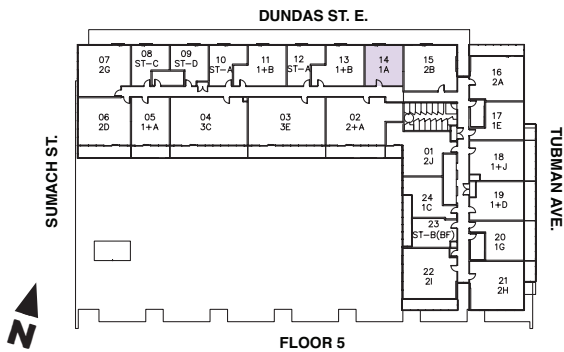 DUNDAS ST. E.
07
2G
08
ST-C
09
ST-D
10
ST-A
11
1+B
12
ST-A
13
1+B
14
1A
15
2B
16
2A
06
2D
05
1+A
04
3C
03
3E
02
2+A
17
1E
01
2J
18
1+J
24
1C
19
1+D
23
ST-B(BF)
20
1G
22
2I
21
2H
SUMACH ST.
TUBMAN AVE.
N
FLOOR 5